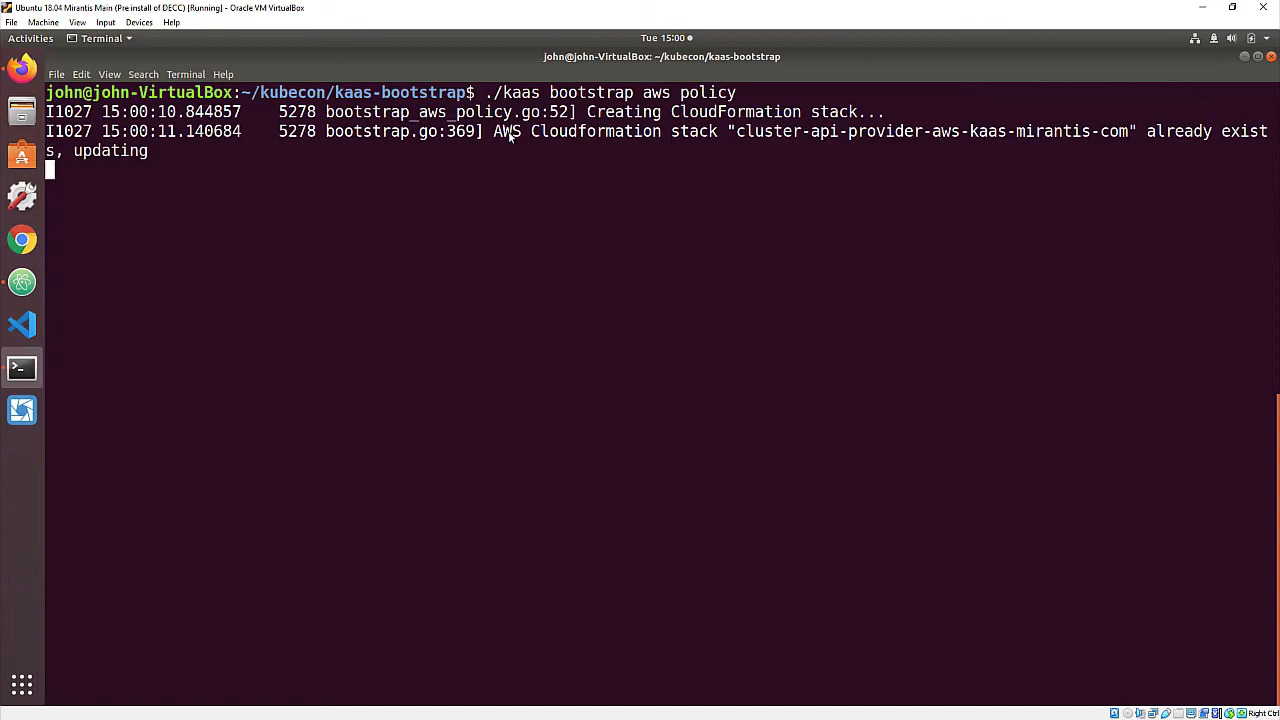 Ubuntu 18.04 Mirantis Main (Pre install of DECC) [Running] - Oracle VM VirtualBox
File Machine View Input Devices Help
Activities Terminal Tue 15:00
john@john-VirtualBox: ~/kubecon/kaas-bootstrap
File Edit View Search Terminal Help
john@john-VirtualBox:~/kubecon/kaas-bootstrap$ ./kaas bootstrap aws policy
I1027 15:00:10.844857    5278 bootstrap_aws_policy.go:52] Creating CloudFormation stack...
I1027 15:00:11.140684    5278 bootstrap.go:369] AWS Cloudformation stack "cluster-api-provider-aws-kaas-mirantis-com" already exist
s, updating
Right Ctrl